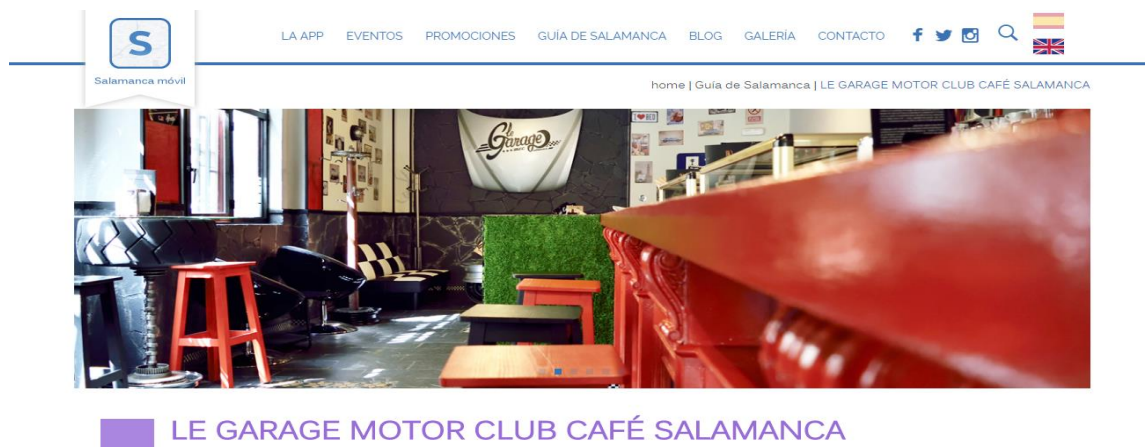 S
Salamanca móvil
LA APP EVENTOS PROMOCIONES GUÍA DE SALAMANCA BLOG GALERÍA CONTACTO
home | Guía de Salamanca | LE GARAGE MOTOR CLUB CAFÉ SALAMANCA
le Garage
LE GARAGE MOTOR CLUB CAFÉ SALAMANCA